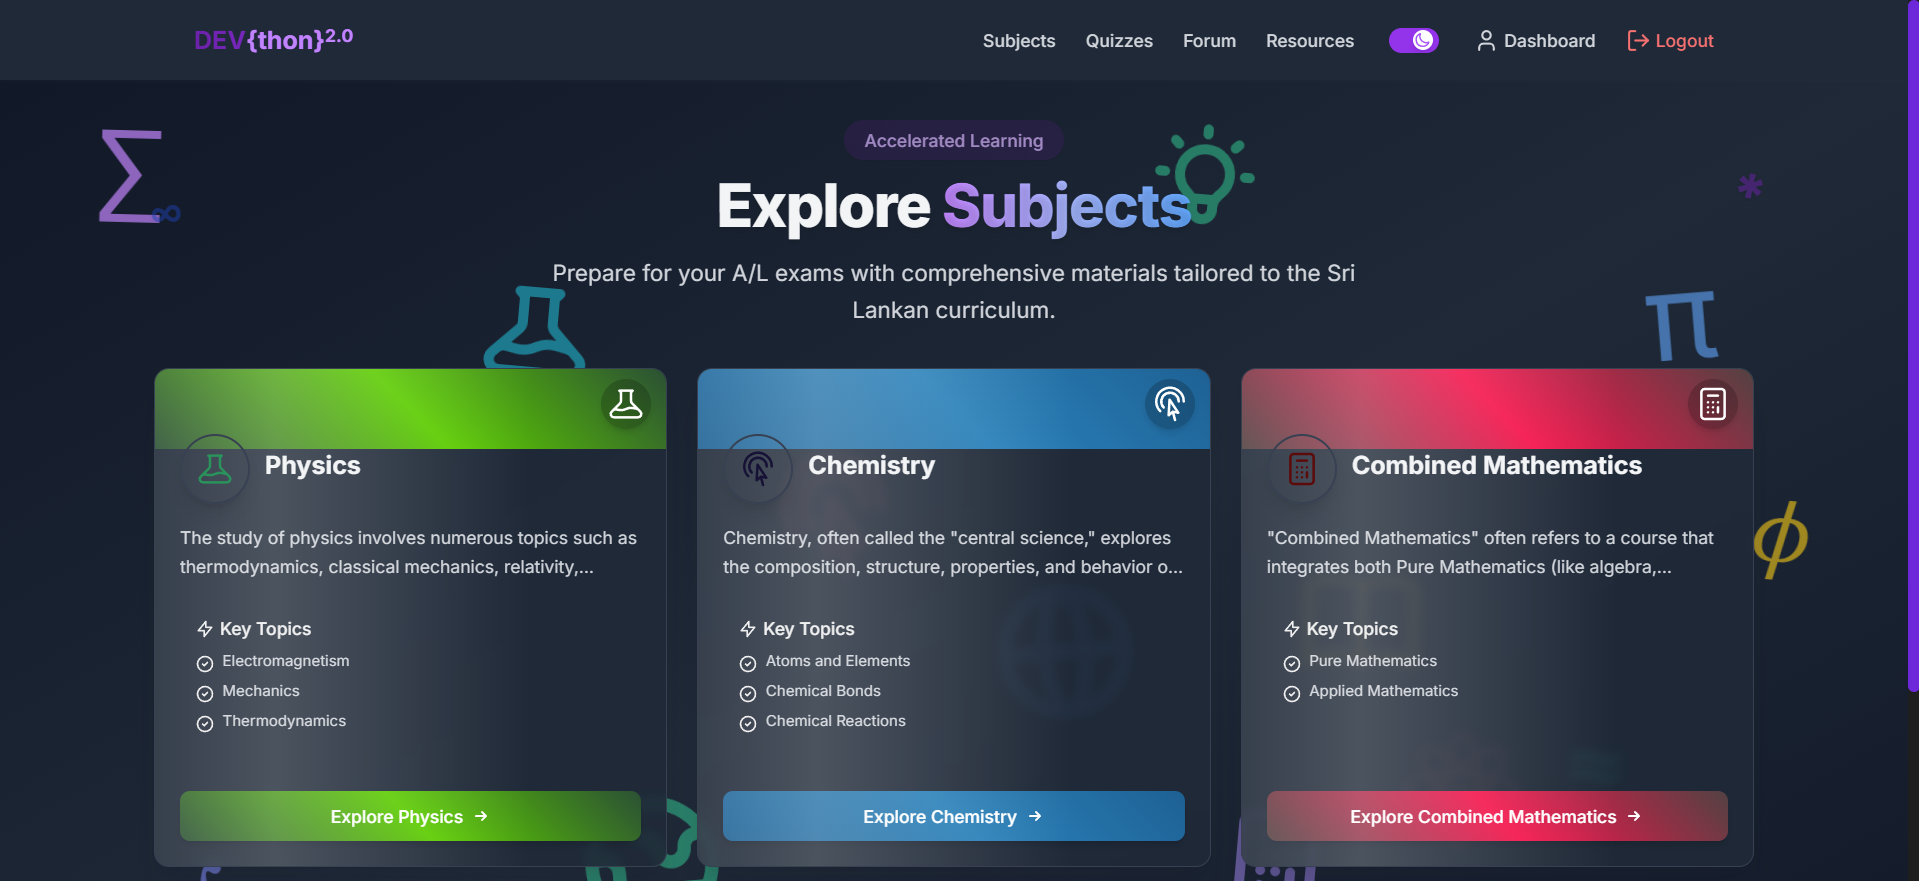 DEV{thon}2.0
Subjects Quizzes Forum Resources Dashboard Logout
Accelerated Learning
Explore Subjects
Prepare for your A/L exams with comprehensive materials tailored to the Sri
Lankan curriculum.
Physics
The study of physics involves numerous topics such as
thermodynamics, classical mechanics, relativity,...
Key Topics
Electromagnetism
Mechanics
Thermodynamics
Explore Physics →
Chemistry
Chemistry, often called the "central science," explores
the composition, structure, properties, and behavior o...
Key Topics
Atoms and Elements
Chemical Bonds
Chemical Reactions
Explore Chemistry →
Combined Mathematics
"Combined Mathematics" often refers to a course that
integrates both Pure Mathematics (like algebra,...
Key Topics
Pure Mathematics
Applied Mathematics
Explore Combined Mathematics →
∑
∞
*
π
ϕ